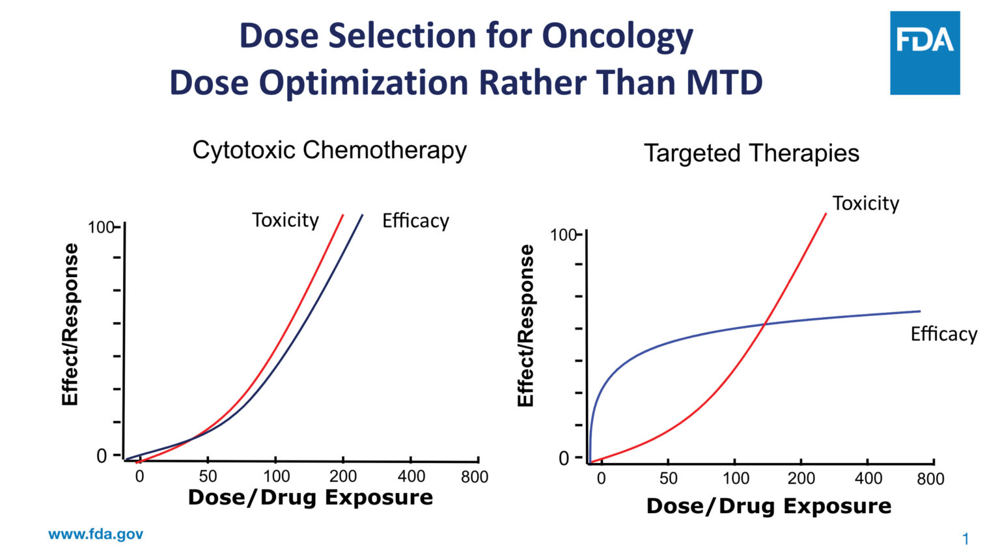 Dose Selection for Oncology
Dose Optimization Rather Than MTD
FDA
Cytotoxic Chemotherapy
Toxicity
Efficacy
100
0
Effect/Response
0 50 100 200 400 800
Dose/Drug Exposure
Targeted Therapies
Toxicity
100
Efficacy
0
Effect/Response
0 50 100 200 400 800
Dose/Drug Exposure
www.fda.gov
1